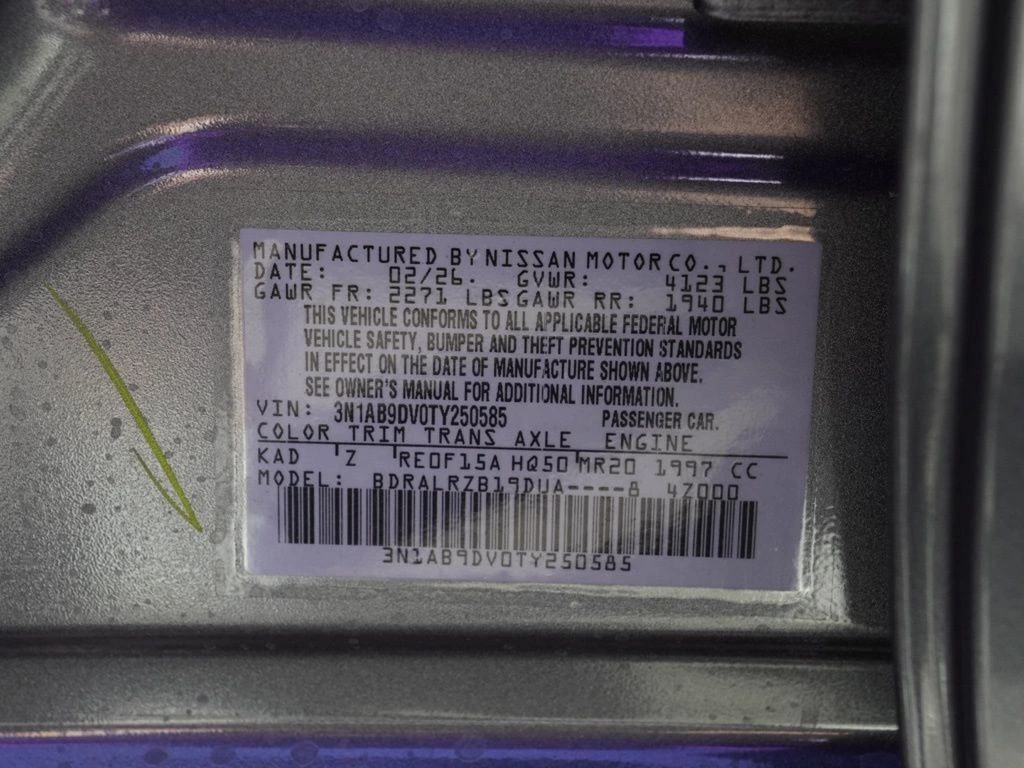 MANUFACTURED BY NISSAN MOTOR CO., LTD.
DATE: 02/26. GVWR: 4123 LBS
GAWR FR: 2271 LBS GAWR RR: 1940 LBS
THIS VEHICLE CONFORMS TO ALL APPLICABLE FEDERAL MOTOR
VEHICLE SAFETY, BUMPER AND THEFT PREVENTION STANDARDS
IN EFFECT ON THE DATE OF MANUFACTURE SHOWN ABOVE.
SEE OWNER'S MANUAL FOR ADDITIONAL INFORMATION.
VIN: 3N1AB9DV0TY250585 PASSENGER CAR.
COLOR TRIM TRANS AXLE ENGINE
KAD Z RE0F15A HQ50 MR20 1997 CC
MODEL: BDRALRZB19DUA----B 47000
3N1AB9DV0TY250585